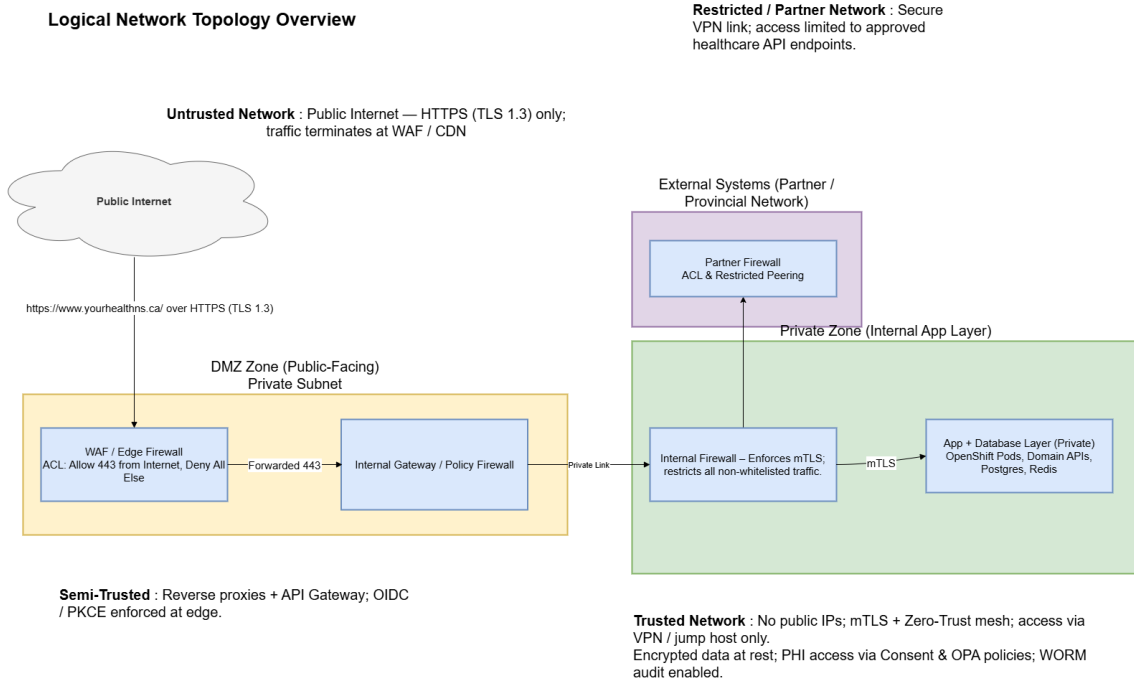 Logical Network Topology Overview
Restricted / Partner Network : Secure
VPN link; access limited to approved
healthcare API endpoints.
Untrusted Network : Public Internet — HTTPS (TLS 1.3) only;
traffic terminates at WAF / CDN
Public Internet
https://www.yourhealthns.ca/ over HTTPS (TLS 1.3)
External Systems (Partner /
Provincial Network)
Partner Firewall
ACL & Restricted Peering
Private Zone (Internal App Layer)
DMZ Zone (Public-Facing)
Private Subnet
WAF / Edge Firewall
ACL: Allow 443 from Internet, Deny All
Else
Forwarded 443
Internal Gateway / Policy Firewall
Private Link
Internal Firewall – Enforces mTLS;
restricts all non-whitelisted traffic.
mTLS
App + Database Layer (Private)
OpenShift Pods, Domain APIs,
Postgres, Redis
Semi-Trusted : Reverse proxies + API Gateway; OIDC
/ PKCE enforced at edge.
Trusted Network : No public IPs; mTLS + Zero-Trust mesh; access via
VPN / jump host only.
Encrypted data at rest; PHI access via Consent & OPA policies; WORM
audit enabled.